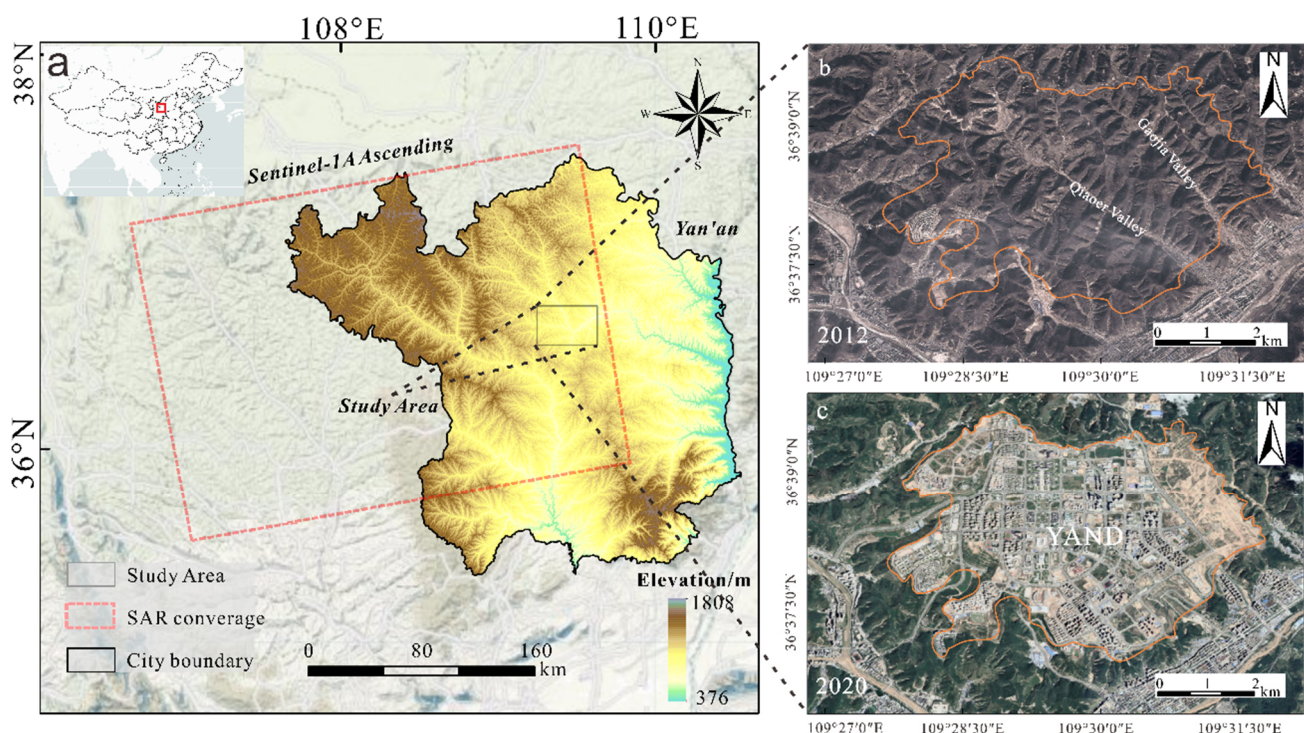 108°E
110°E
38°N
36°N
a
N
W
E
S
Sentinel-1A Ascending
Yan'an
Study Area
Study Area
SAR converage
City boundary
0
80
160
km
Elevation/m
1808
376
b
N
36°39′0″N
36°37′30″N
Gaojia Valley
Qiaoer Valley
2012
0
1
2
km
109°27′0″E
109°28′30″E
109°30′0″E
109°31′30″E
c
N
36°39′0″N
36°37′30″N
YAND
2020
0
1
2
km
109°27′0″E
109°28′30″E
109°30′0″E
109°31′30″E